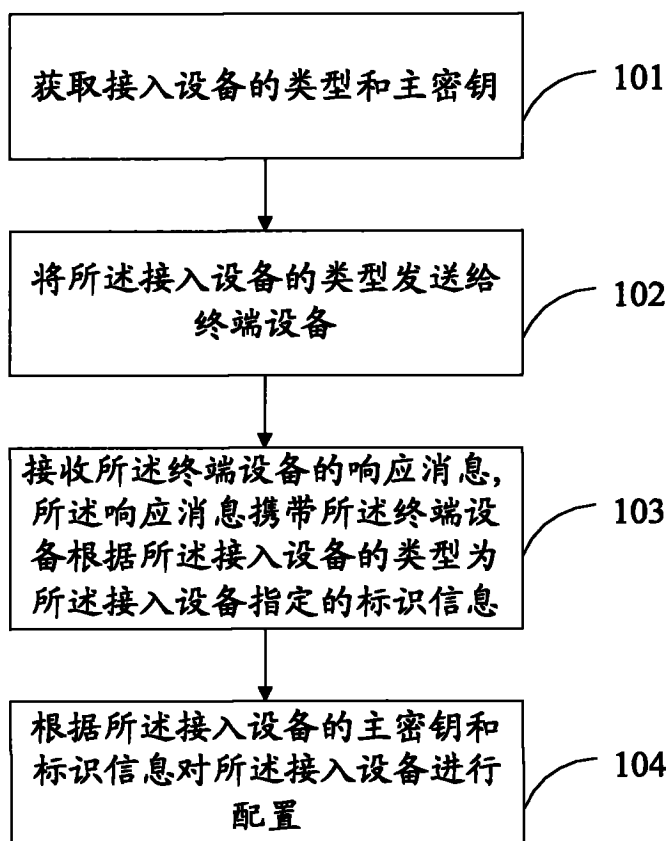 获取接入设备的类型和主密钥
101
将所述接入设备的类型发送给
终端设备
102
接收所述终端设备的响应消息,
所述响应消息携带所述终端设
备根据所述接入设备的类型为
所述接入设备指定的标识信息
103
根据所述接入设备的主密钥和
标识信息对所述接入设备进行
配置
104